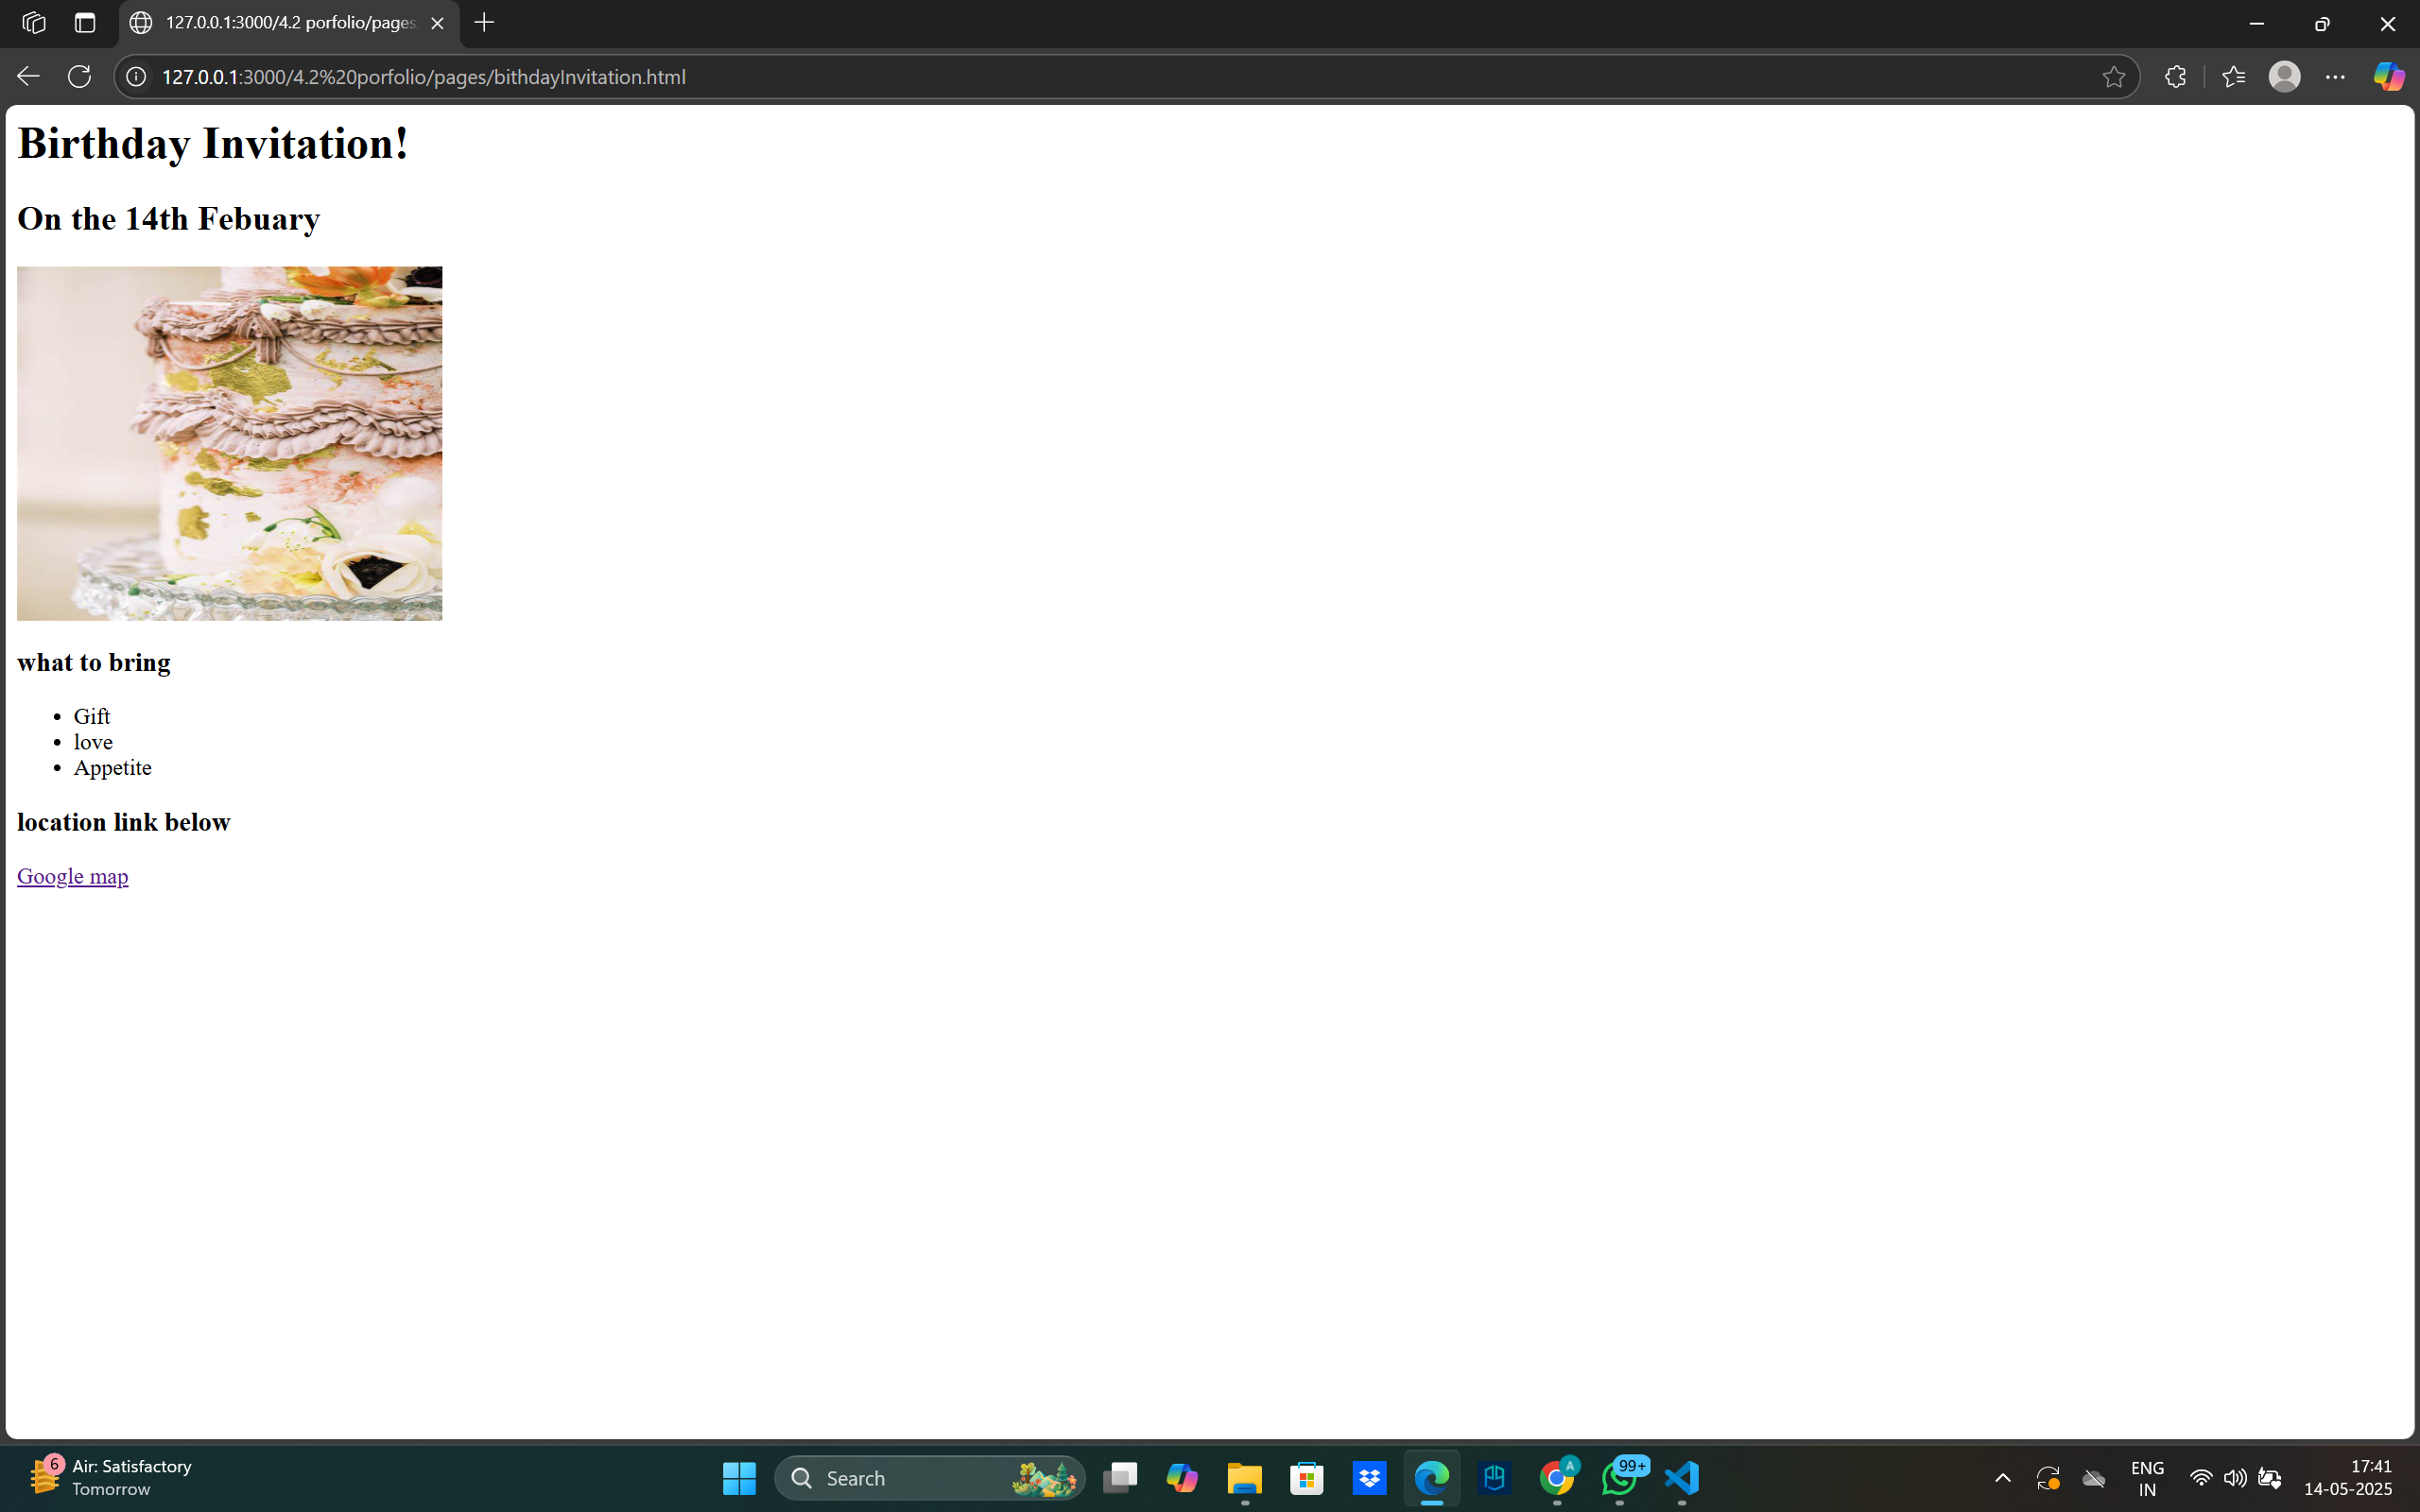 127.0.0.1:3000/4.2 porfolio/pages
127.0.0.1:3000/4.2%20porfolio/pages/bithdayInvitation.html
Birthday Invitation!
On the 14th Febuary
what to bring
Gift
love
Appetite
location link below
Google map
6
Air: Satisfactory
Tomorrow
Search
A
99+
ENG
IN
17:41
14-05-2025